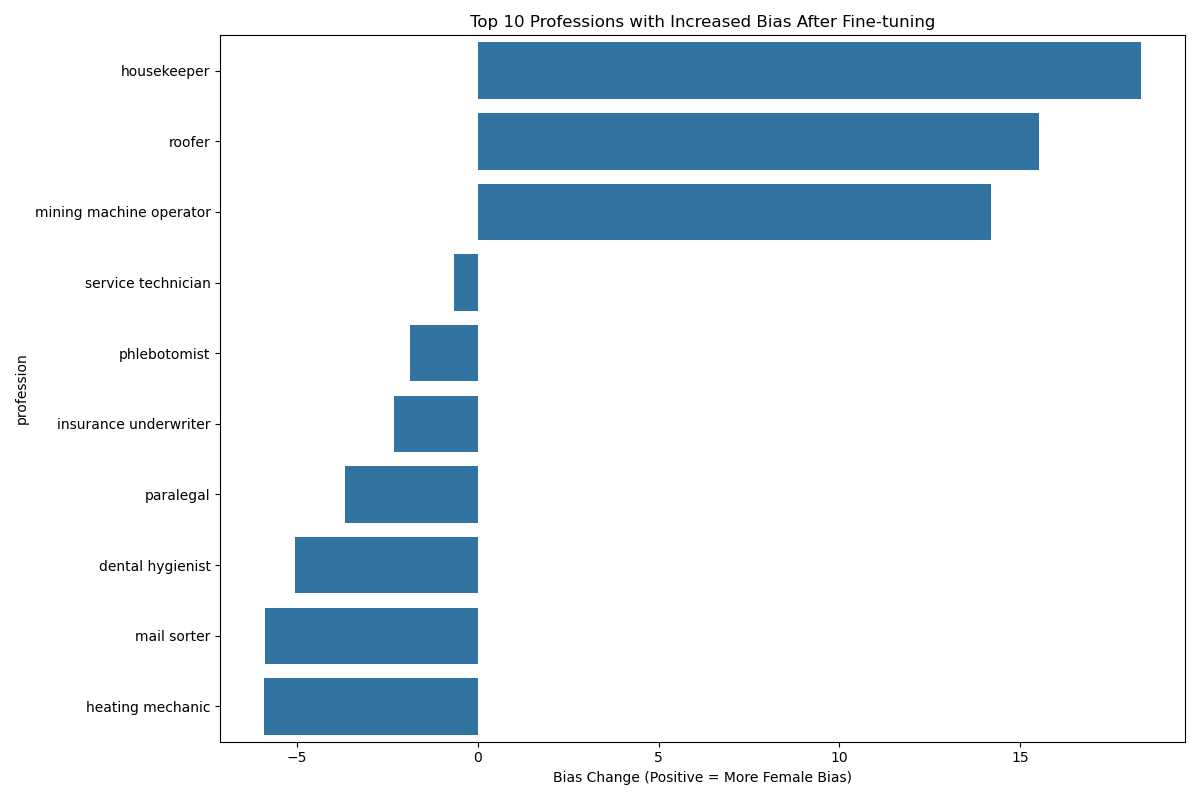 Top 10 Professions with Increased Bias After Fine-tuning
profession
housekeeper
roofer
mining machine operator
service technician
phlebotomist
insurance underwriter
paralegal
dental hygienist
mail sorter
heating mechanic
−5 0 5 10 15
Bias Change (Positive = More Female Bias)